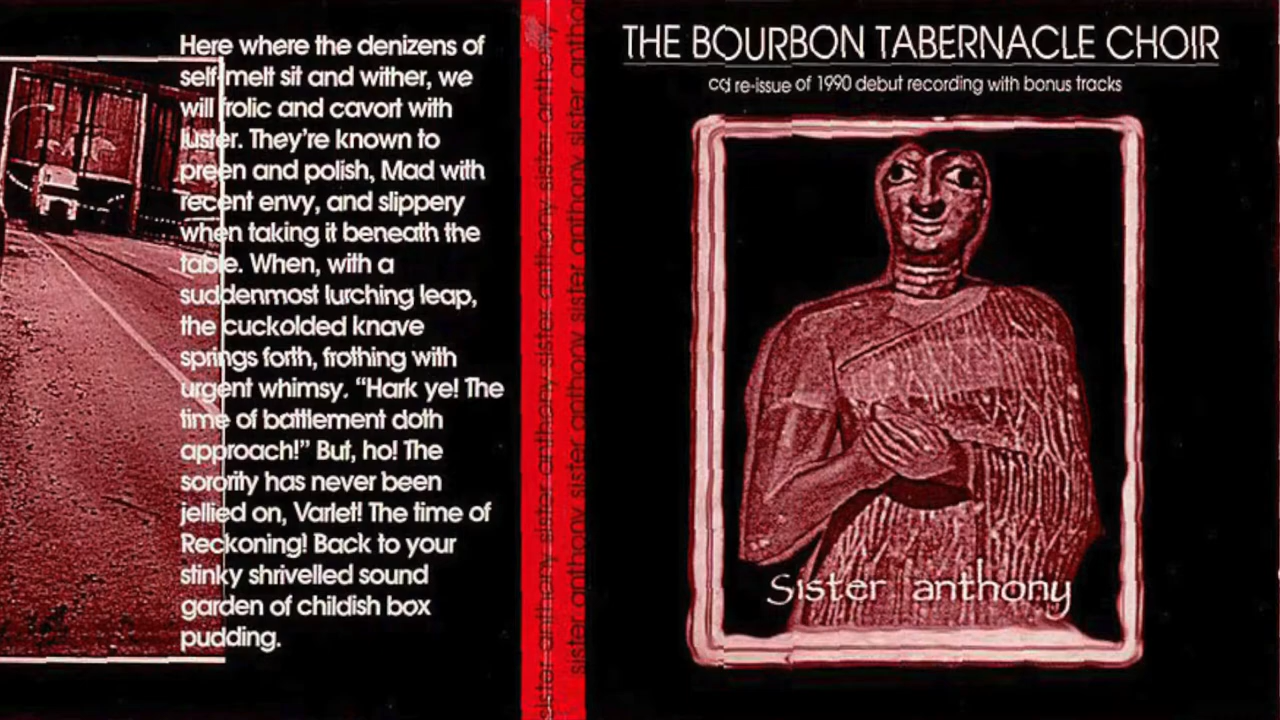 Here where the denizens of
self-melt sit and wither, we
will frolic and cavort with
luster. They're known to
preen and polish, Mad with
recent envy, and slippery
when taking it beneath the
table. When, with a
suddenmost lurching leap,
the cuckolded knave
springs forth, frothing with
urgent whimsy. “Hark ye! The
time of battlement doth
approach!” But, ho! The
sorority has never been
jellied on, Varlet! The time of
Reckoning! Back to your
stinky shrivelled sound
garden of childish box
pudding.
sister anthony sister anthony sister anthony sister anthony
sister anthony sister anthony sister anthony sister anthony
THE BOURBON TABERNACLE CHOIR
cd re-issue of 1990 debut recording with bonus tracks
Sister anthony